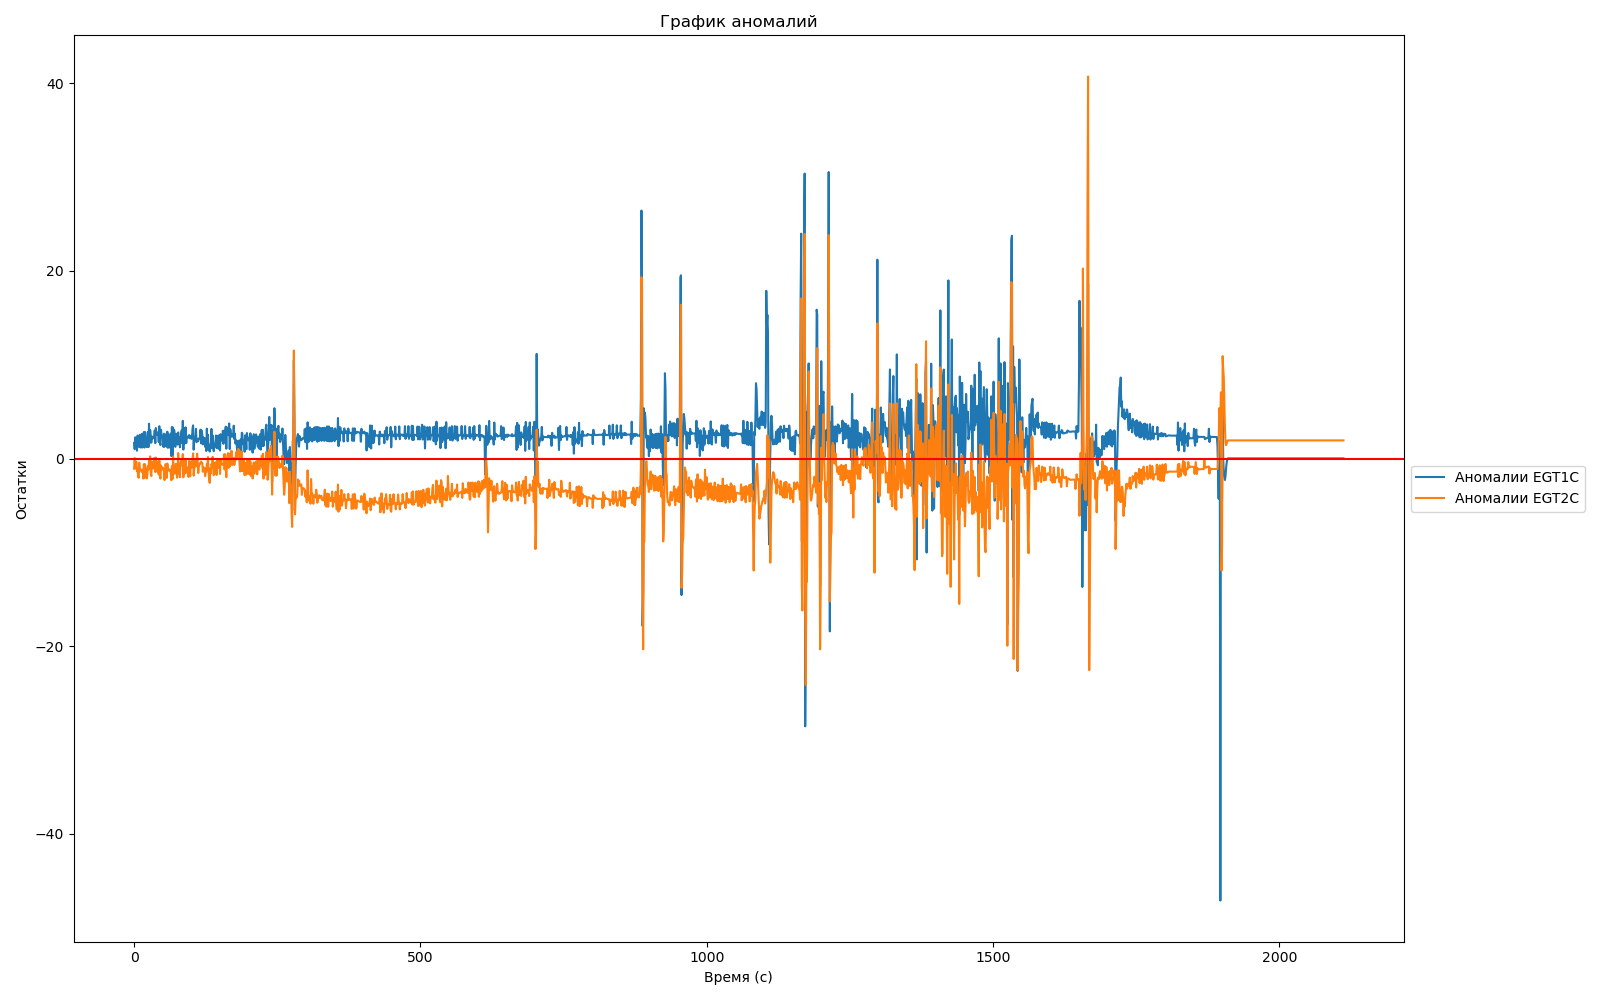 График аномалий
Остатки
40
20
0
−20
−40
0
500
1000
1500
2000
Время (с)
Аномалии EGT1C
Аномалии EGT2C